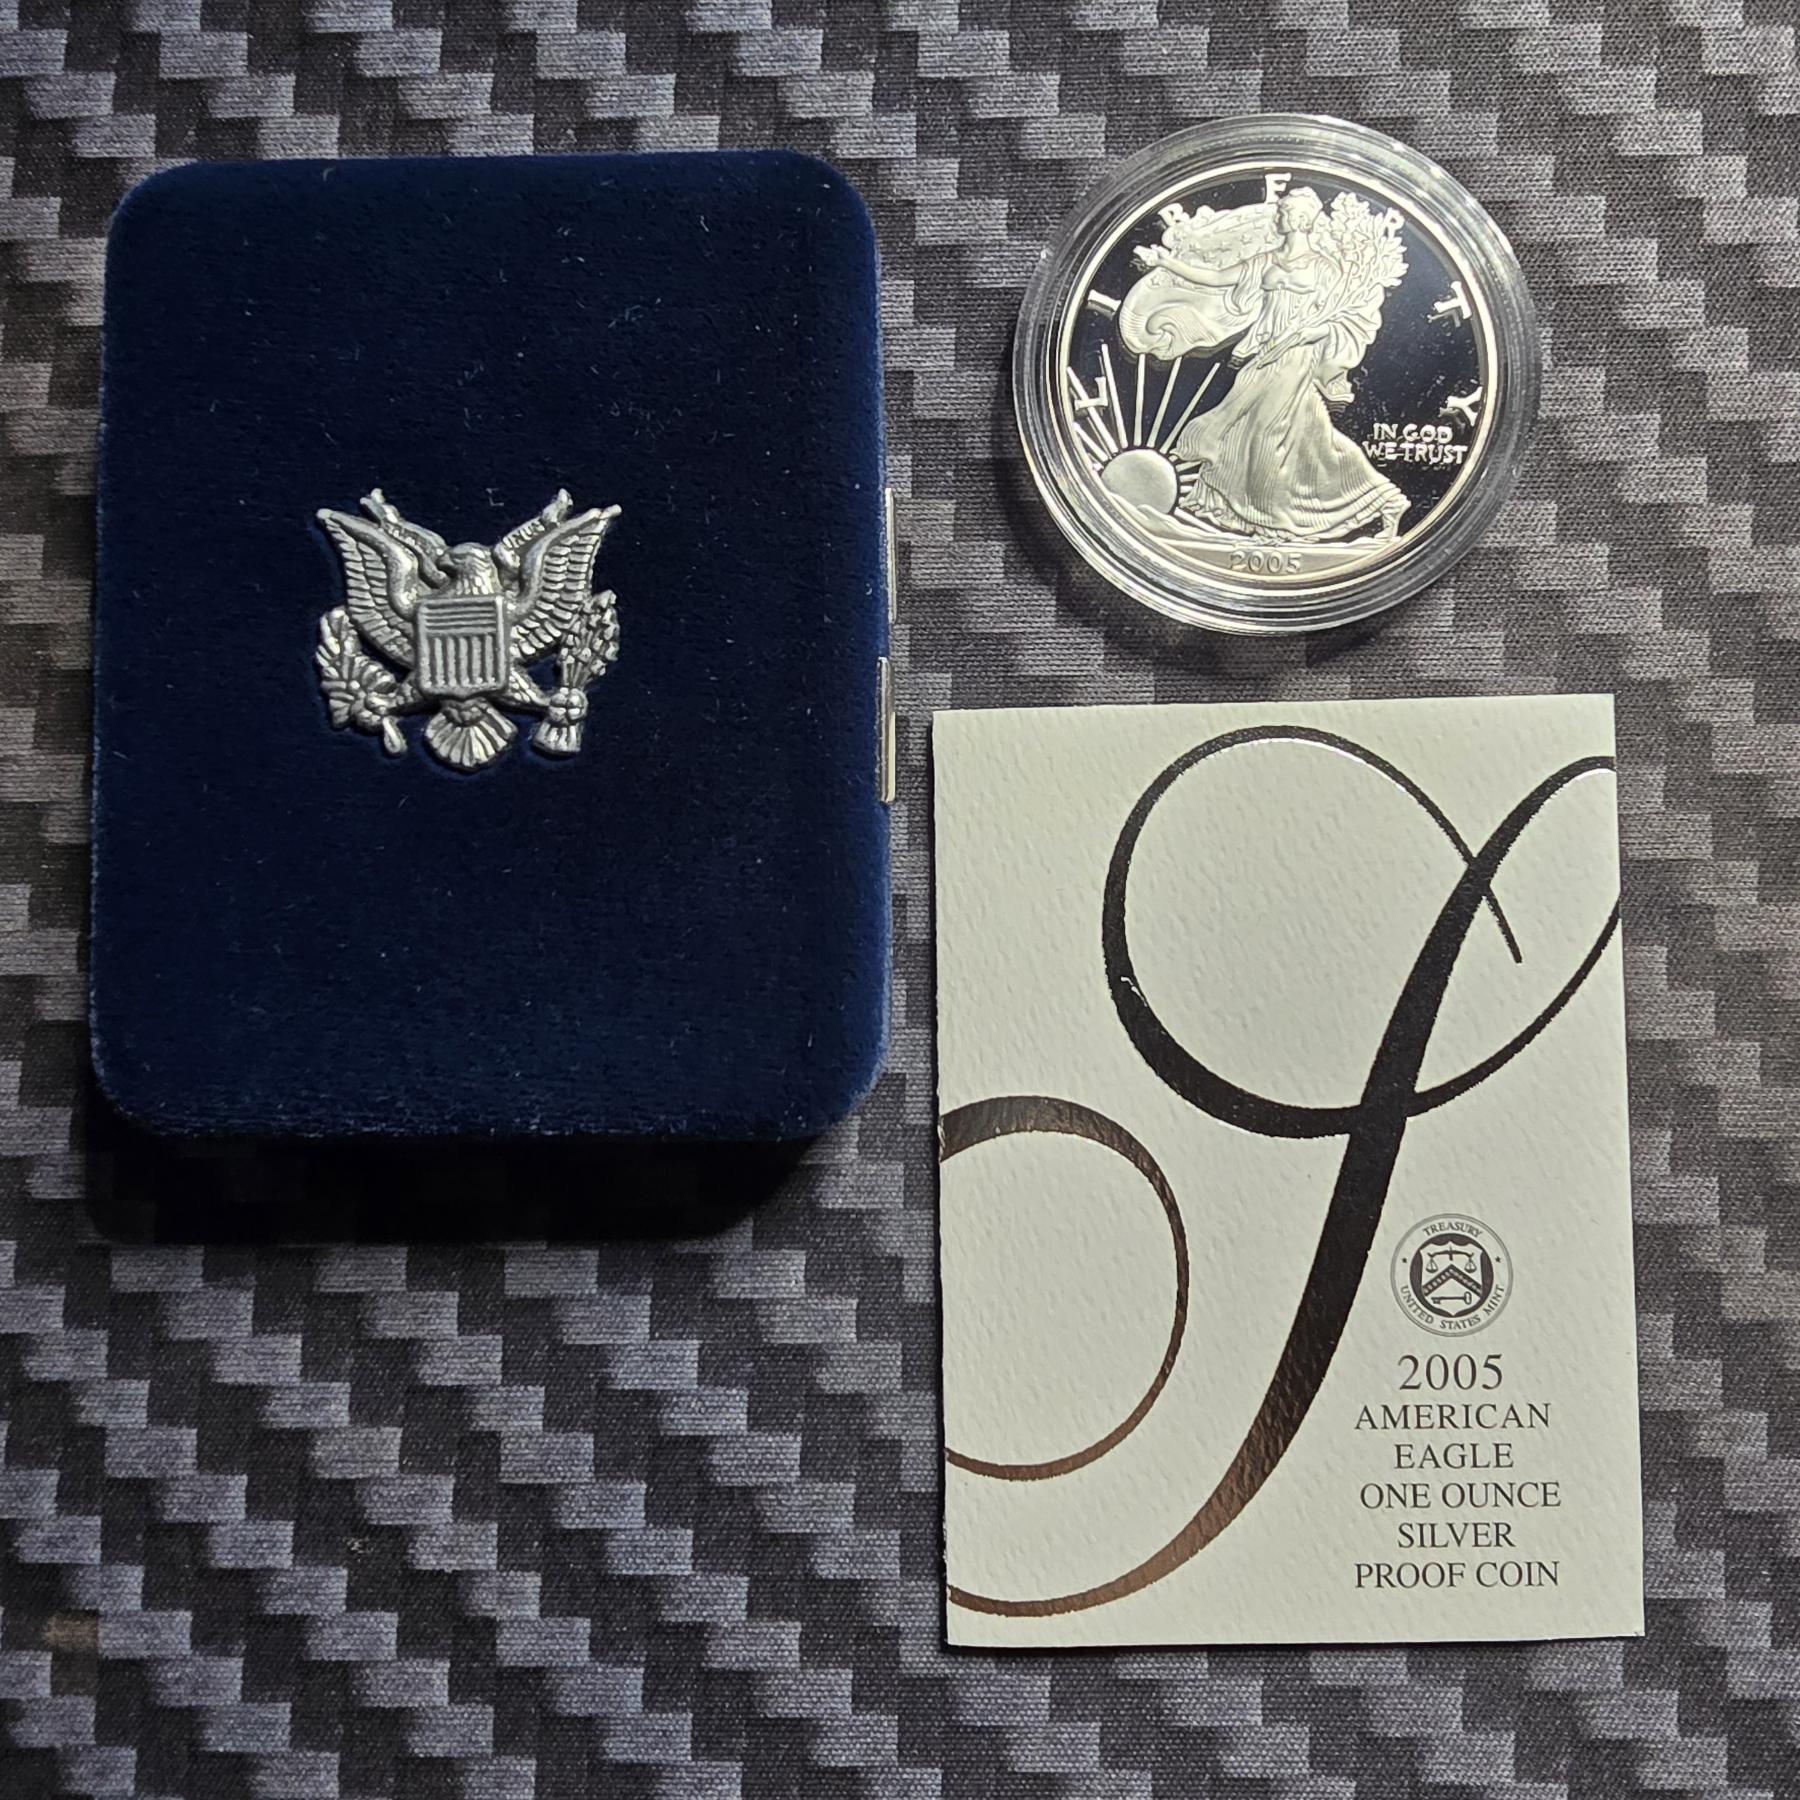 LIBERTY
IN GOD
WE TRUST
2005
TREASURY
UNITED STATES MINT
2005
AMERICAN
EAGLE
ONE OUNCE
SILVER
PROOF COIN